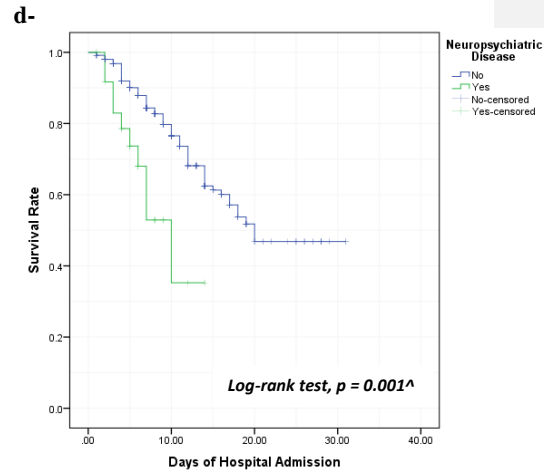 d-
Neuropsychiatric
Disease
No
Yes
No-censored
Yes-censored
1.0
0.8
0.6
0.4
0.2
0.0
Survival Rate
Log-rank test, p = 0.001^
.00 10.00 20.00 30.00 40.00
Days of Hospital Admission